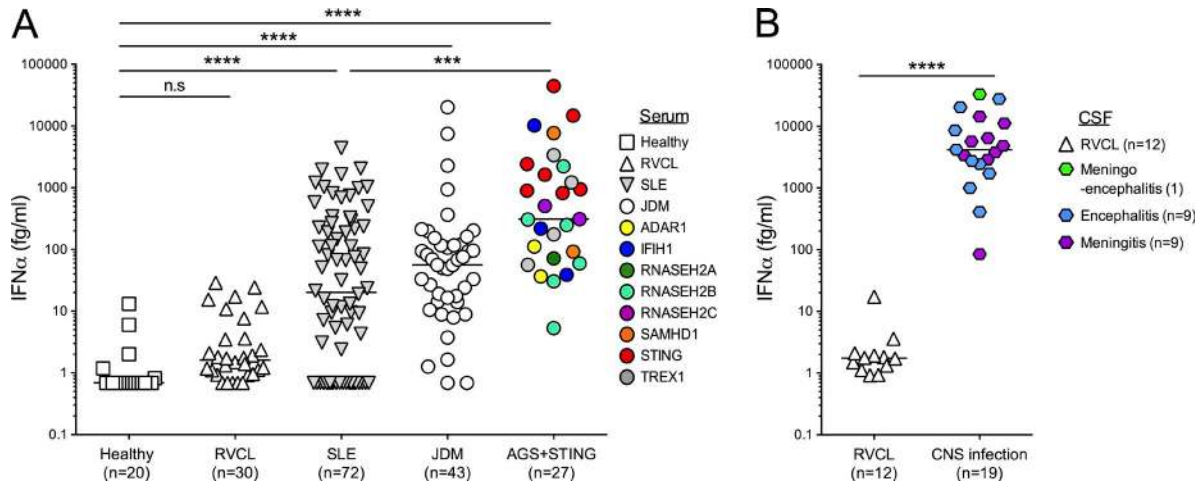 A
****
****
****
***
n.s
IFNα (fg/ml)
100000
10000
1000
100
10
1
0.1
Healthy
(n=20)
RVCL
(n=30)
SLE
(n=72)
JDM
(n=43)
AGS+STING
(n=27)
Serum
Healthy
RVCL
SLE
JDM
ADAR1
IFIH1
RNASEH2A
RNASEH2B
RNASEH2C
SAMHD1
STING
TREX1
B
****
IFNα (fg/ml)
100000
10000
1000
100
10
1
0.1
RVCL
(n=12)
CNS infection
(n=19)
CSF
RVCL (n=12)
Meningo
-encephalitis (1)
Encephalitis (n=9)
Meningitis (n=9)